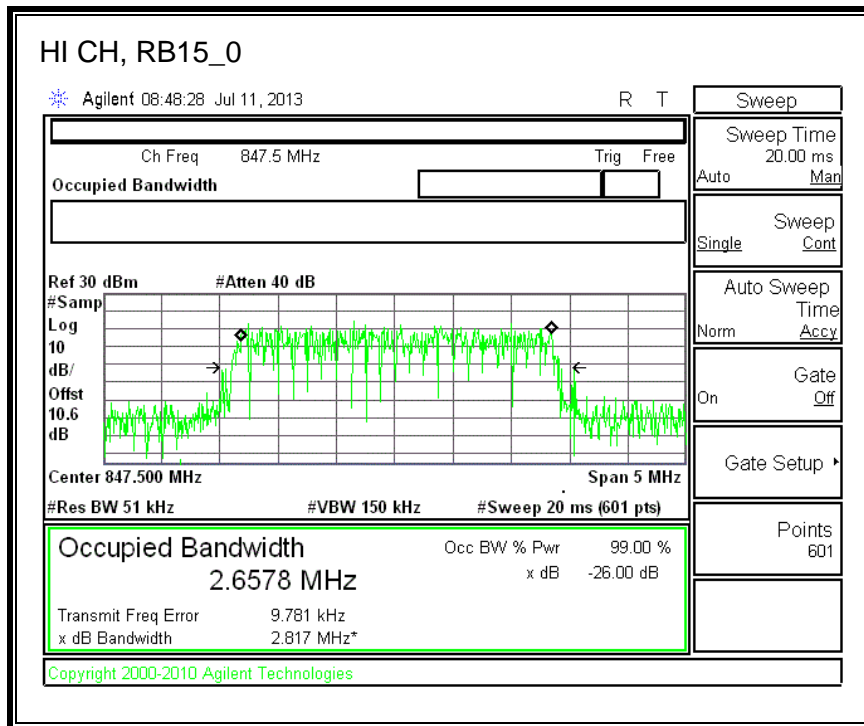 HI CH, RB15_0
Agilent 08:48:28 Jul 11, 2013 R T
Ch Freq 847.5 MHz Trig Free
Occupied Bandwidth
Ref 30 dBm #Atten 40 dB
#Samp
Log
10
dB/
Offst
10.6
dB
Center 847.500 MHz Span 5 MHz
#Res BW 51 kHz #VBW 150 kHz #Sweep 20 ms (601 pts)
Occupied Bandwidth Occ BW % Pwr 99.00 %
2.6578 MHz x dB -26.00 dB
Transmit Freq Error 9.781 kHz
x dB Bandwidth 2.817 MHz*
Copyright 2000-2010 Agilent Technologies
Sweep
Sweep Time
20.00 ms
Auto Man
Sweep
Single Cont
Auto Sweep
Time
Norm Accy
Gate
On Off
Gate Setup
Points
601